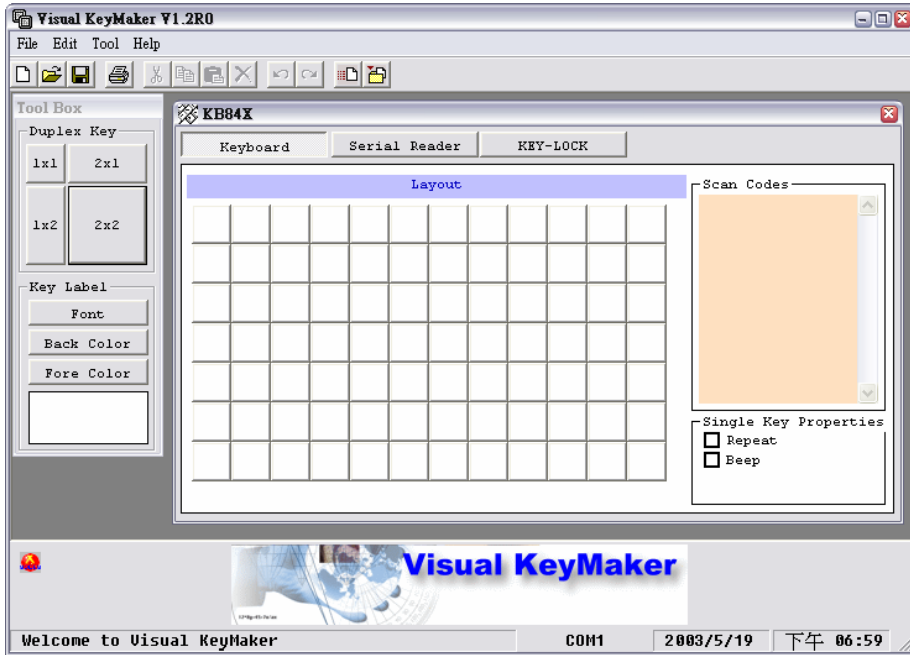 Visual KeyMaker V1.2R0
File Edit Tool Help
Tool Box
Duplex Key
1x1 2x1
1x2 2x2
Key Label
Font
Back Color
Fore Color
KB84X
Keyboard Serial Reader KEY-LOCK
Layout
Scan Codes
Single Key Properties
Repeat
Beep
Visual KeyMaker
Welcome to Visual KeyMaker COM1 2003/5/19 下午 06:59